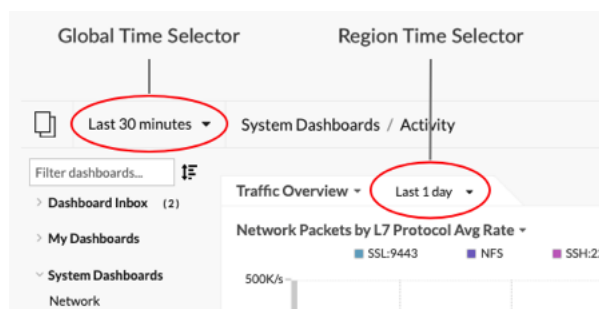 Global Time Selector
Region Time Selector
Last 30 minutes
System Dashboards / Activity
Filter dashboards...
Dashboard Inbox (2)
My Dashboards
System Dashboards
Network
Traffic Overview
Last 1 day
Network Packets by L7 Protocol Avg Rate
SSL:9443
NFS
SSH:2
500K/s